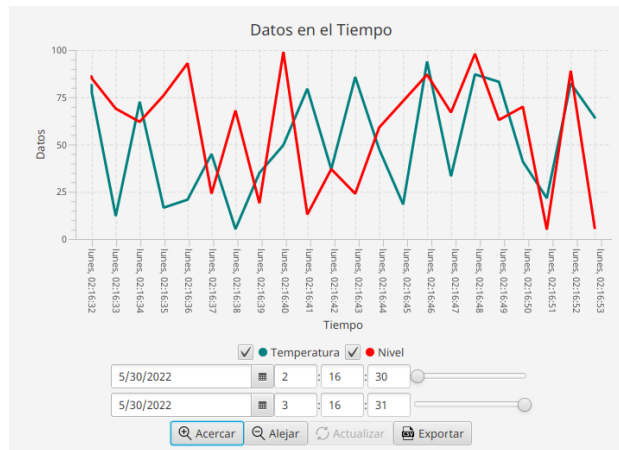 Datos en el Tiempo
Datos
100
75
50
25
0
lunes, 02:16:32
lunes, 02:16:33
lunes, 02:16:34
lunes, 02:16:35
lunes, 02:16:36
lunes, 02:16:37
lunes, 02:16:38
lunes, 02:16:39
lunes, 02:16:40
lunes, 02:16:41
lunes, 02:16:42
lunes, 02:16:43
lunes, 02:16:44
lunes, 02:16:45
lunes, 02:16:46
lunes, 02:16:47
lunes, 02:16:48
lunes, 02:16:49
lunes, 02:16:50
lunes, 02:16:51
lunes, 02:16:52
lunes, 02:16:53
Tiempo
Temperatura Nivel
5/30/2022 2 : 16 : 30
5/30/2022 3 : 16 : 31
Acercar Alejar Actualizar CSV Exportar